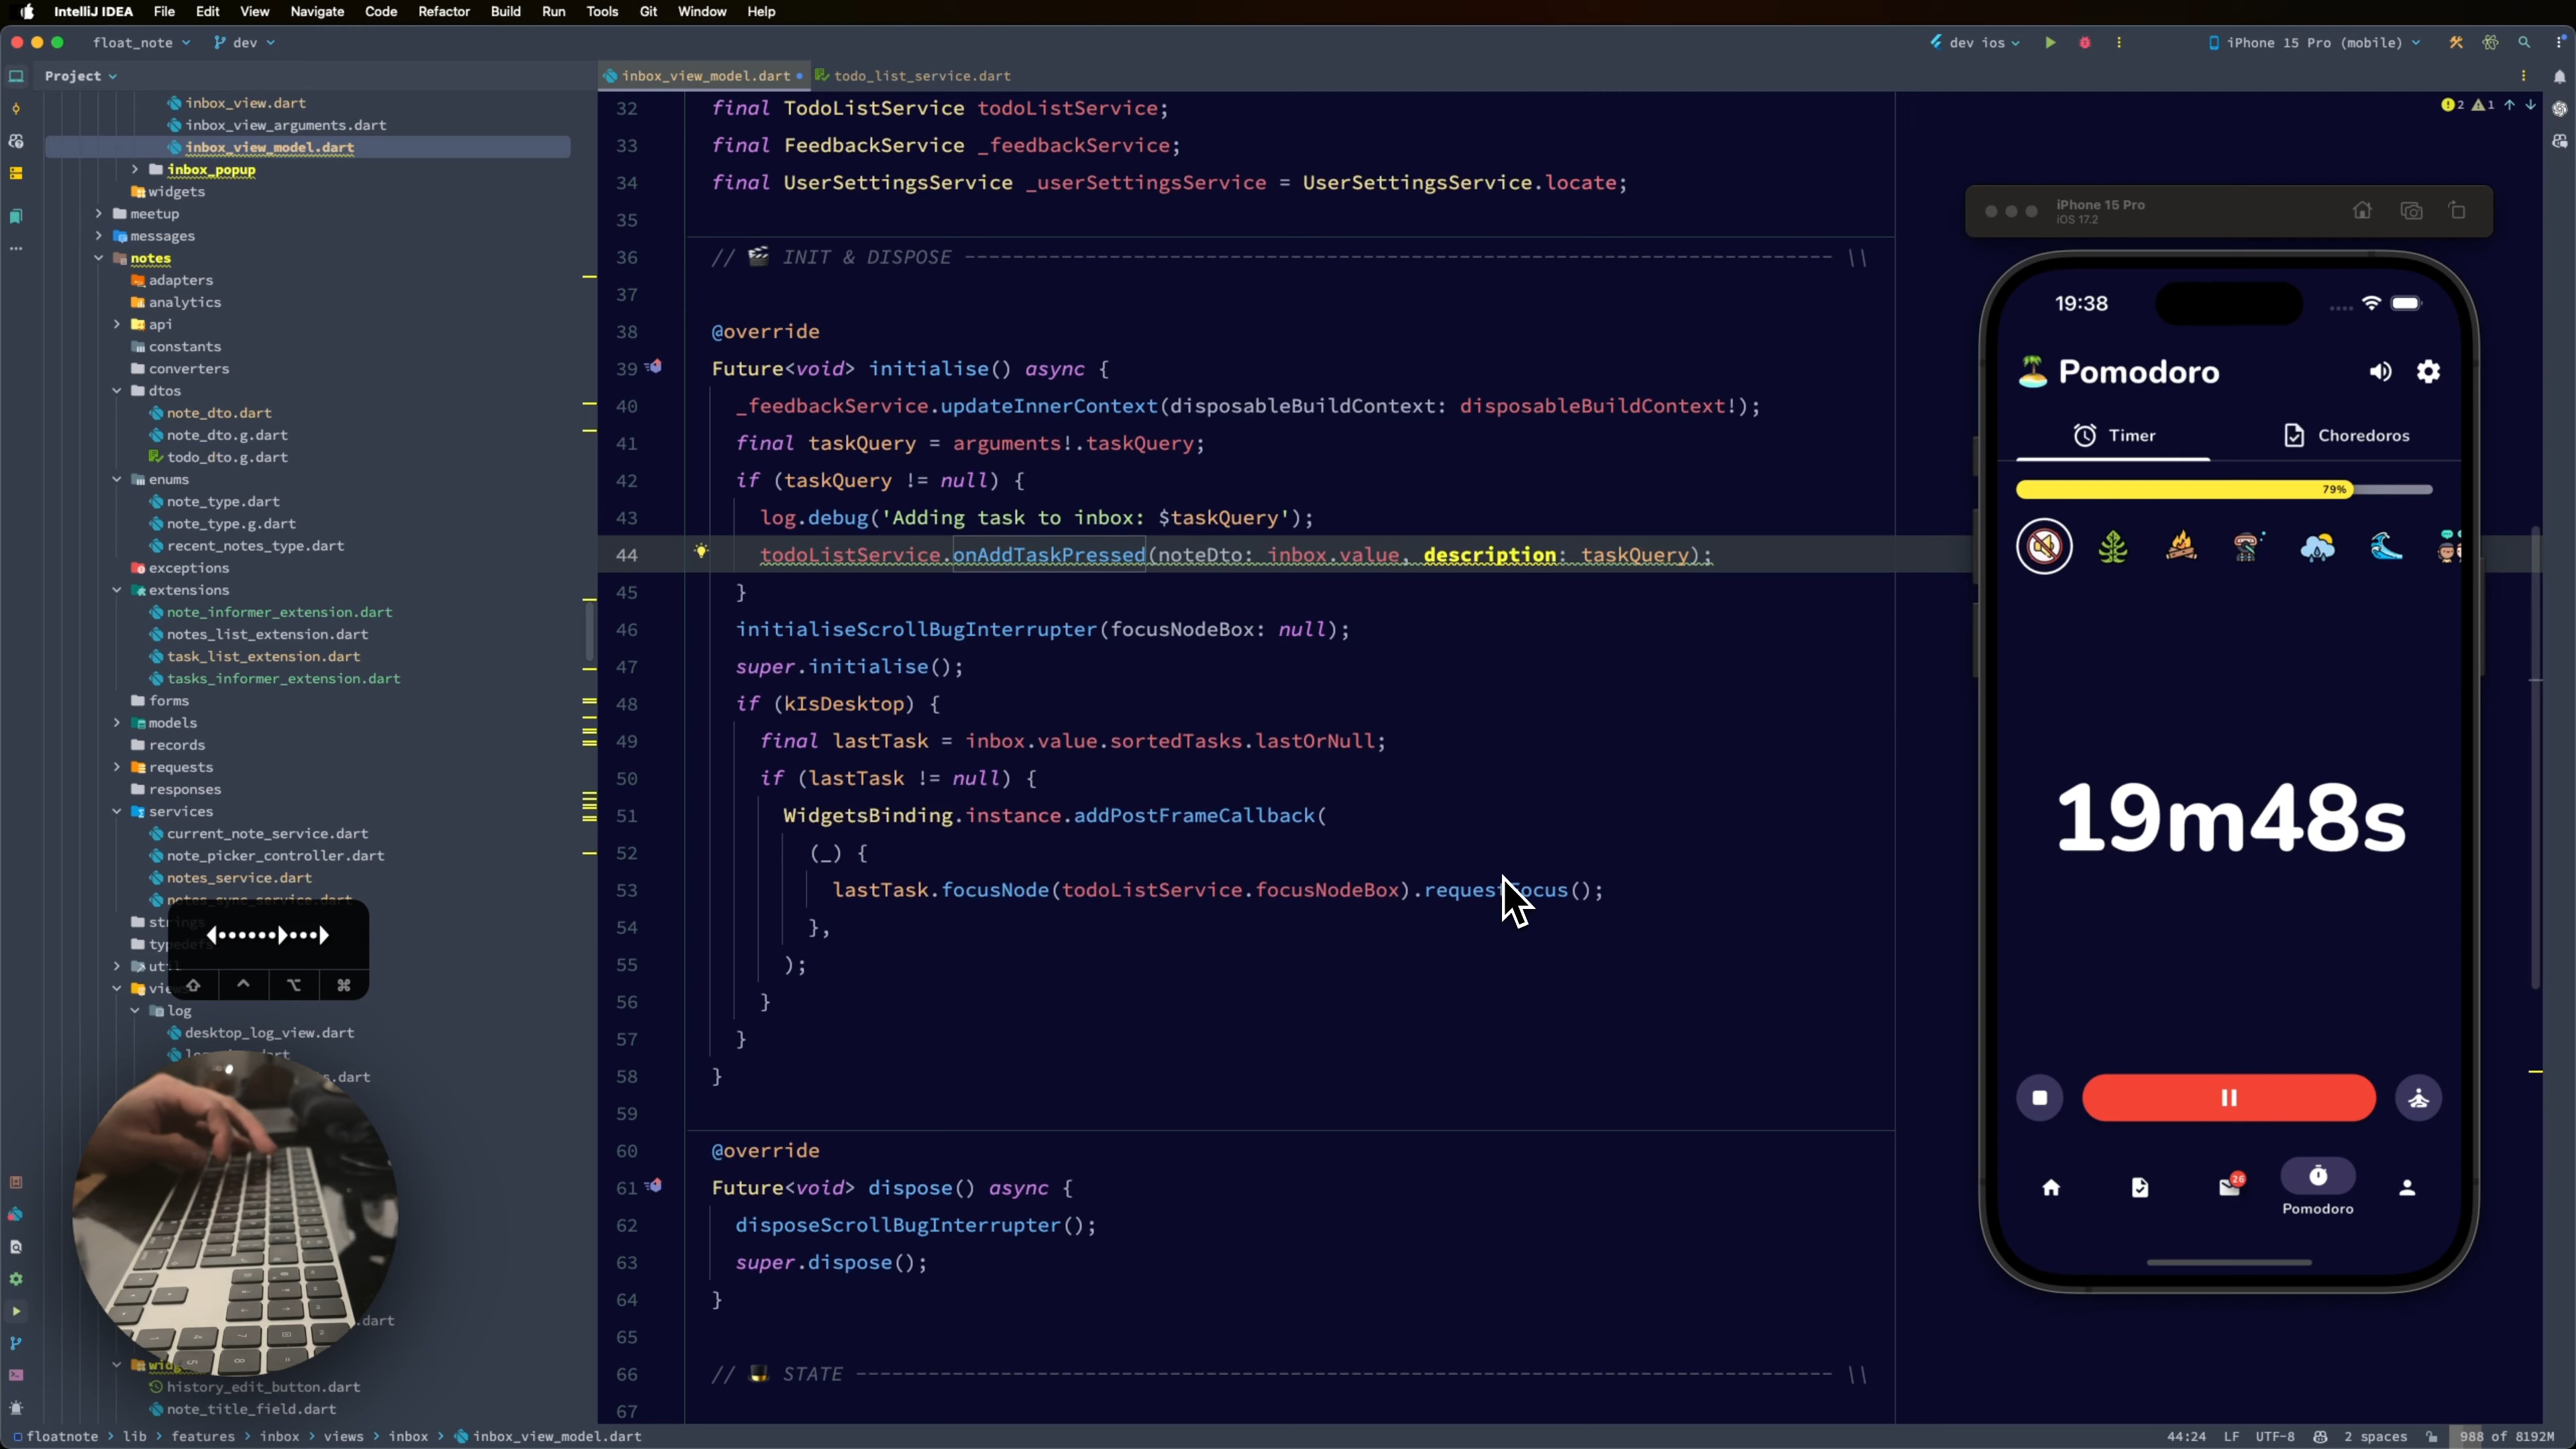 IntelliJ IDEA File Edit View Navigate Code Refactor Build Run Tools Git Window Help
float_note dev dev ios iPhone 15 Pro (mobile)
Project
inbox_view_model.dart todo_list_service.dart
inbox_view.dart
inbox_view_arguments.dart
inbox_view_model.dart
inbox_popup
widgets
meetup
messages
notes
adapters
analytics
api
constants
converters
dtos
note_dto.dart
note_dto.g.dart
todo_dto.g.dart
enums
note_type.dart
note_type.g.dart
recent_notes_type.dart
exceptions
extensions
note_informer_extension.dart
notes_list_extension.dart
task_list_extension.dart
tasks_informer_extension.dart
forms
models
records
requests
responses
services
current_note_service.dart
note_picker_controller.dart
notes_service.dart
notes_sync_service.dart
log
desktop_log_view.dart
history_edit_button.dart
note_title_field.dart
2 1
32 final TodoListService todoListService;
33 final FeedbackService _feedbackService;
34 final UserSettingsService _userSettingsService = UserSettingsService.locate;
35
36 // 🎬 INIT & DISPOSE ------------------------------------------------------------------------ \\
37
38 @override
39 Future<void> initialise() async {
40 _feedbackService.updateInnerContext(disposableBuildContext: disposableBuildContext!);
41 final taskQuery = arguments!.taskQuery;
42 if (taskQuery != null) {
43 log.debug('Adding task to inbox: $taskQuery');
44 todoListService.onAddTaskPressed(noteDto: inbox.value, description: taskQuery);
45 }
46 initialiseScrollBugInterrupter(focusNodeBox: null);
47 super.initialise();
48 if (kIsDesktop) {
49 final lastTask = inbox.value.sortedTasks.lastOrNull;
50 if (lastTask != null) {
51 WidgetsBinding.instance.addPostFrameCallback(
52 (_) {
53 lastTask.focusNode(todoListService.focusNodeBox).requestFocus();
54 },
55 );
56 }
57 }
58 }
59
60 @override
61 Future<void> dispose() async {
62 disposeScrollBugInterrupter();
63 super.dispose();
64 }
65
66 // 🎩 STATE --------------------------------------------------------------------------------- \\
67
iPhone 15 Pro
iOS 17.2
19:38
🏝️ Pomodoro
Timer Choredoros
79%
19m48s
26
Pomodoro
floatnote > lib > features > inbox > views > inbox > inbox_view_model.dart
44:24 LF UTF-8 2 spaces 988 of 8192M